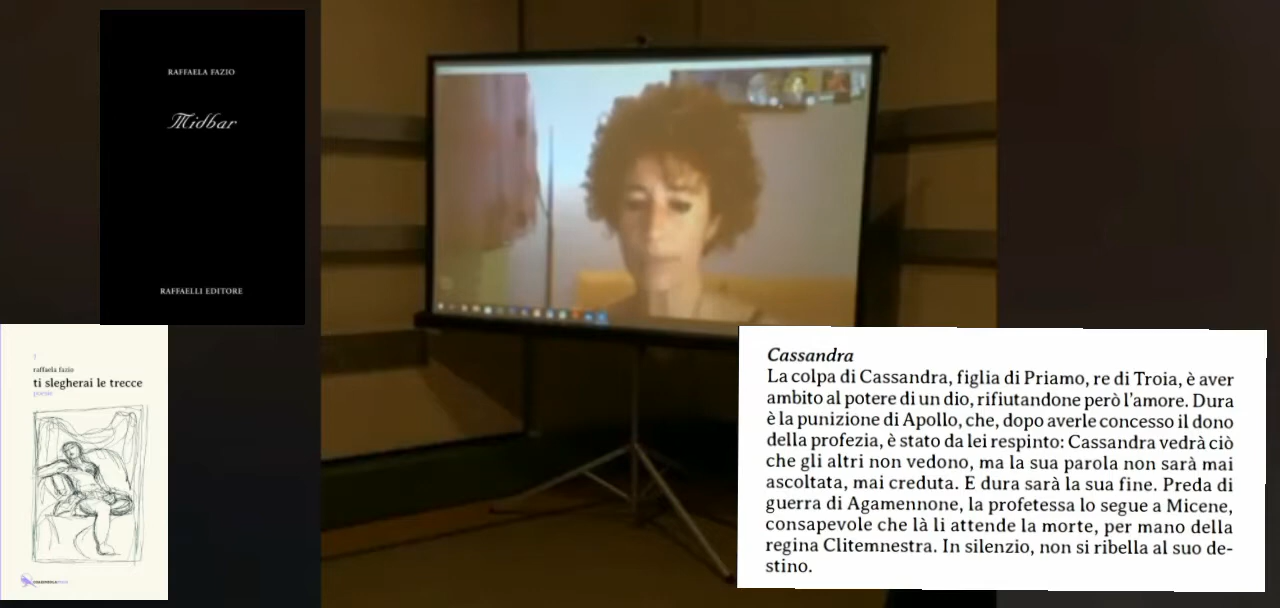 RAFFAELA FAZIO
Midbar
RAFFAELLI EDITORE
raffaela fazio
ti slegherai le trecce
poesie
Cassandra
La colpa di Cassandra, figlia di Priamo, re di Troia, è aver
ambito al potere di un dio, rifiutandone però l'amore. Dura
è la punizione di Apollo, che, dopo averle concesso il dono
della profezia, è stato da lei respinto: Cassandra vedrà ciò
che gli altri non vedono, ma la sua parola non sarà mai
ascoltata, mai creduta. E dura sarà la sua fine. Preda di
guerra di Agamennone, la profetessa lo segue a Micene,
consapevole che là li attende la morte, per mano della
regina Clitemnestra. In silenzio, non si ribella al suo de-
stino.